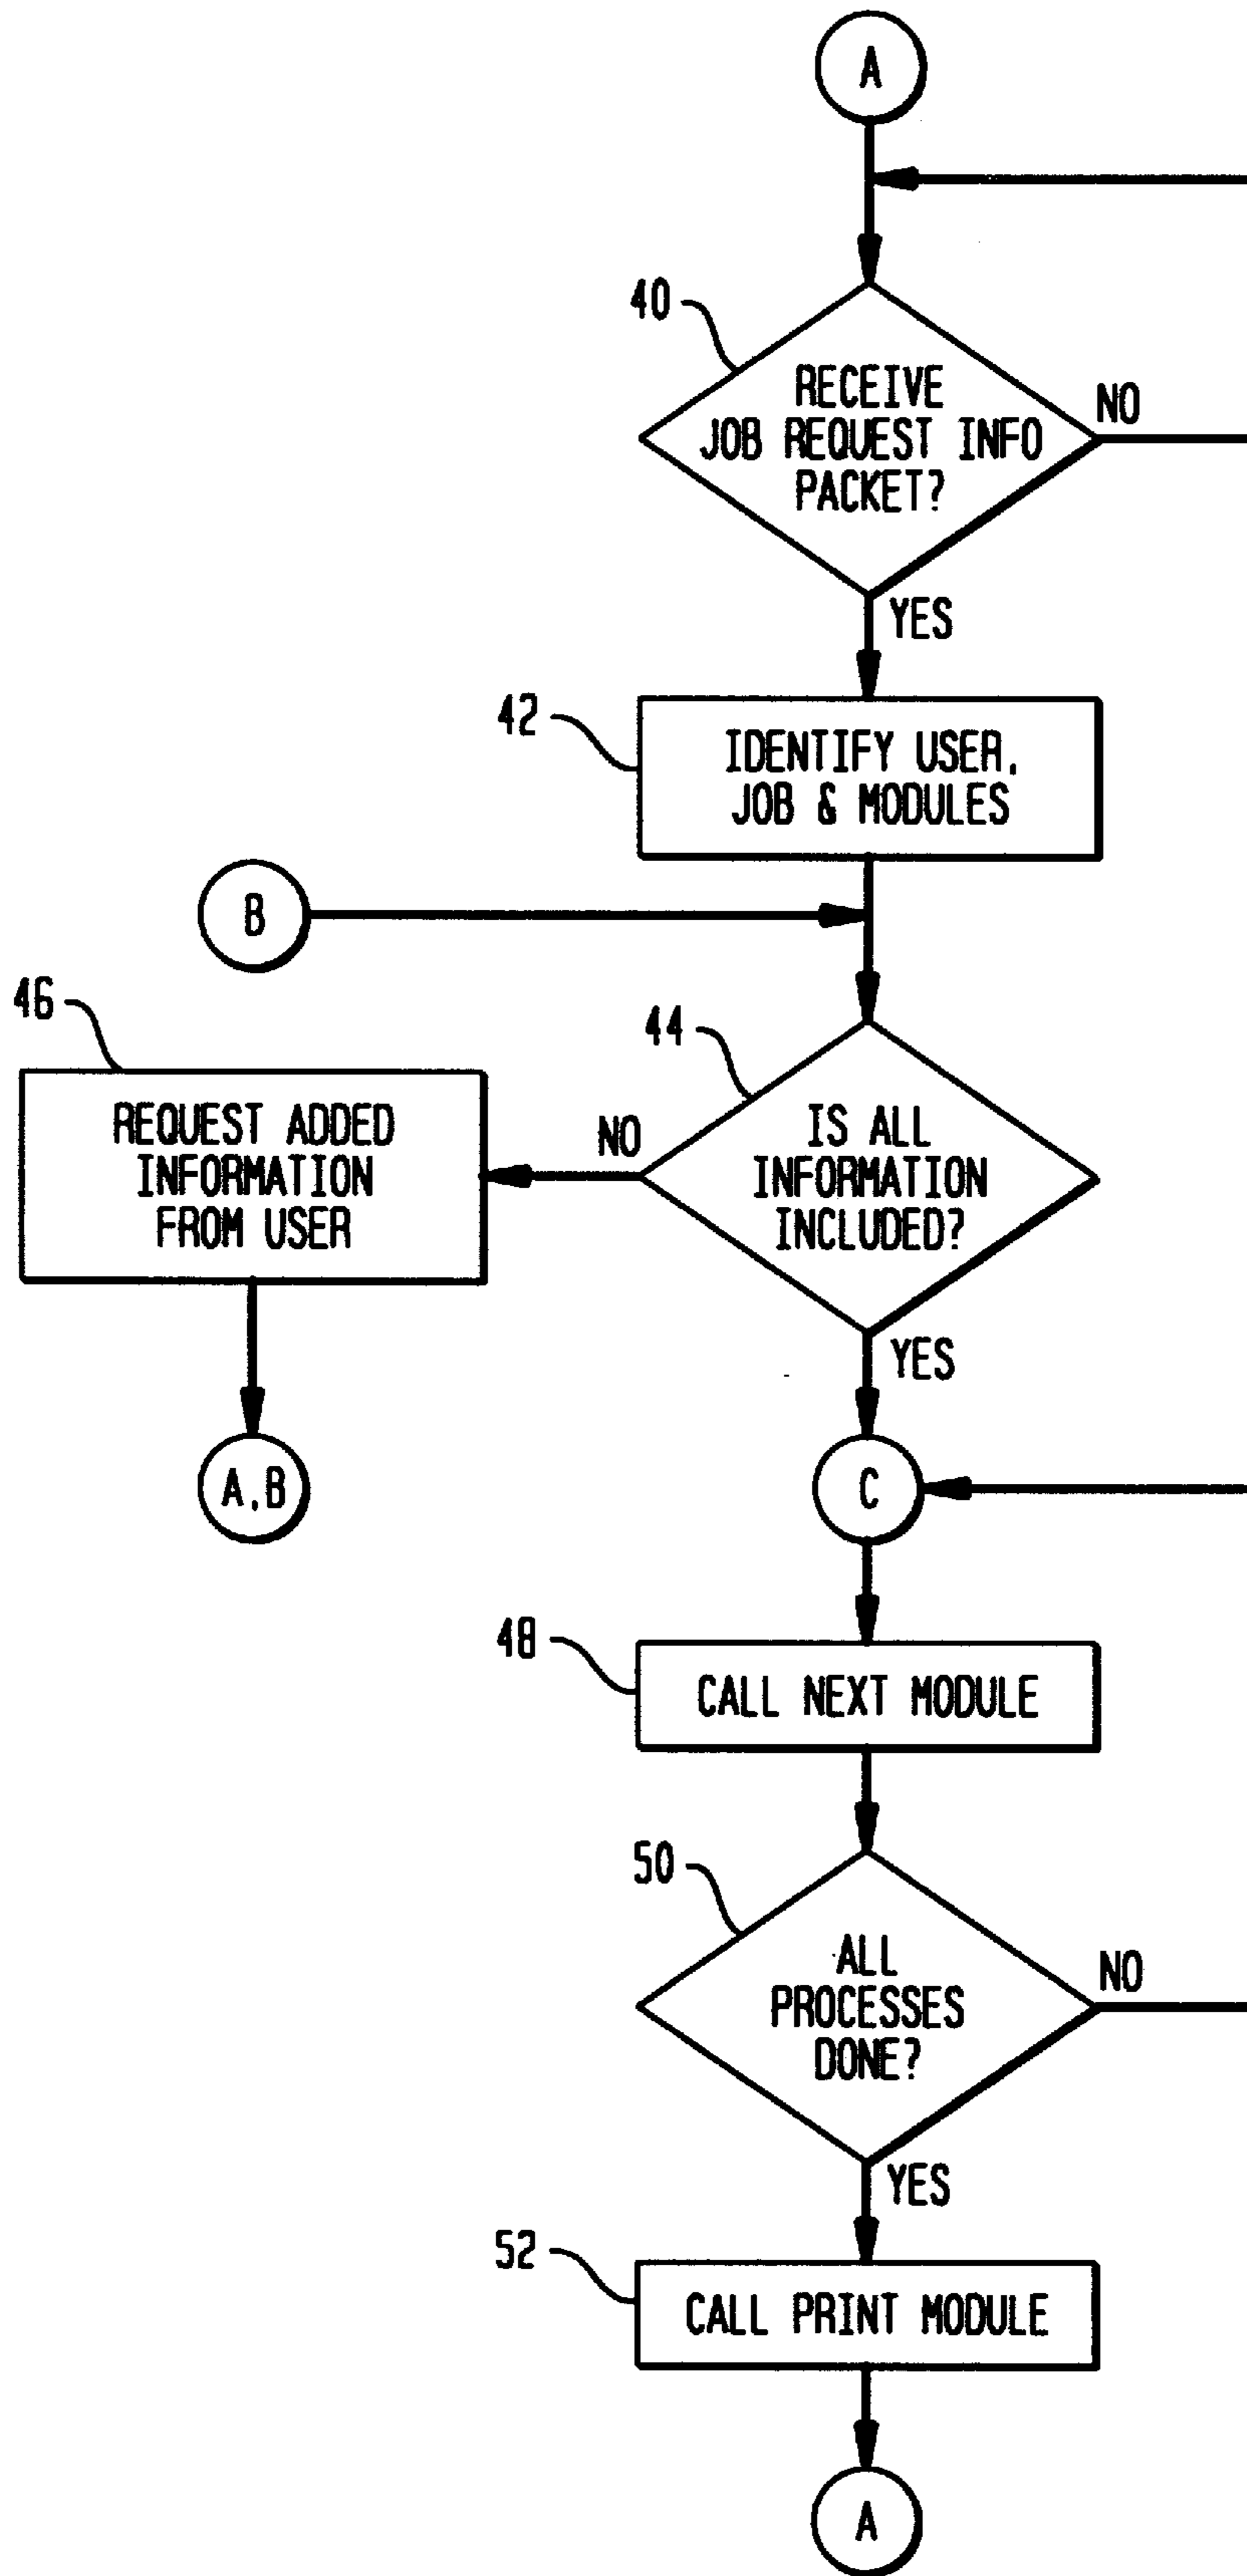 A
40
RECEIVE
JOB REQUEST INFO
PACKET?
NO
YES
42
IDENTIFY USER,
JOB & MODULES
B
46
44
REQUEST ADDED
INFORMATION
FROM USER
NO
IS ALL
INFORMATION
INCLUDED?
YES
A,B
C
48
CALL NEXT MODULE
50
ALL
PROCESSES
DONE?
NO
YES
52
CALL PRINT MODULE
A